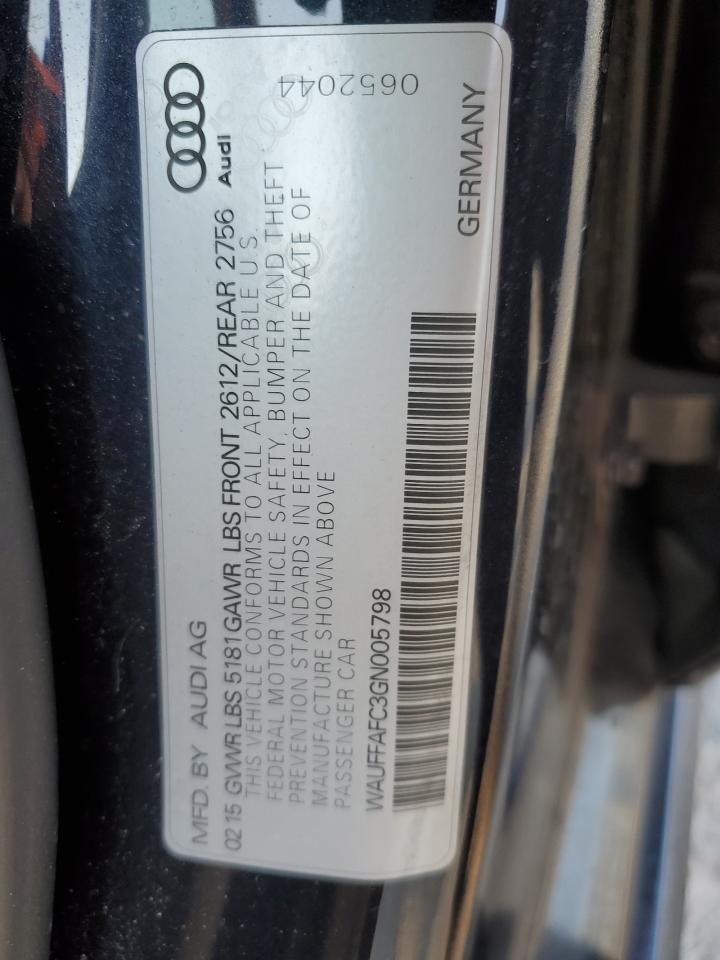 MFD. BY AUDI AG
02 15 GVWR LBS 5181 GAWR LBS FRONT 2612/REAR 2756
Audi
THIS VEHICLE CONFORMS TO ALL APPLICABLE U.S.
FEDERAL MOTOR VEHICLE SAFETY, BUMPER AND THEFT
PREVENTION STANDARDS IN EFFECT ON THE DATE OF
MANUFACTURE SHOWN ABOVE
PASSENGER CAR
WAUFFAFC3GN005798
0652044
GERMANY